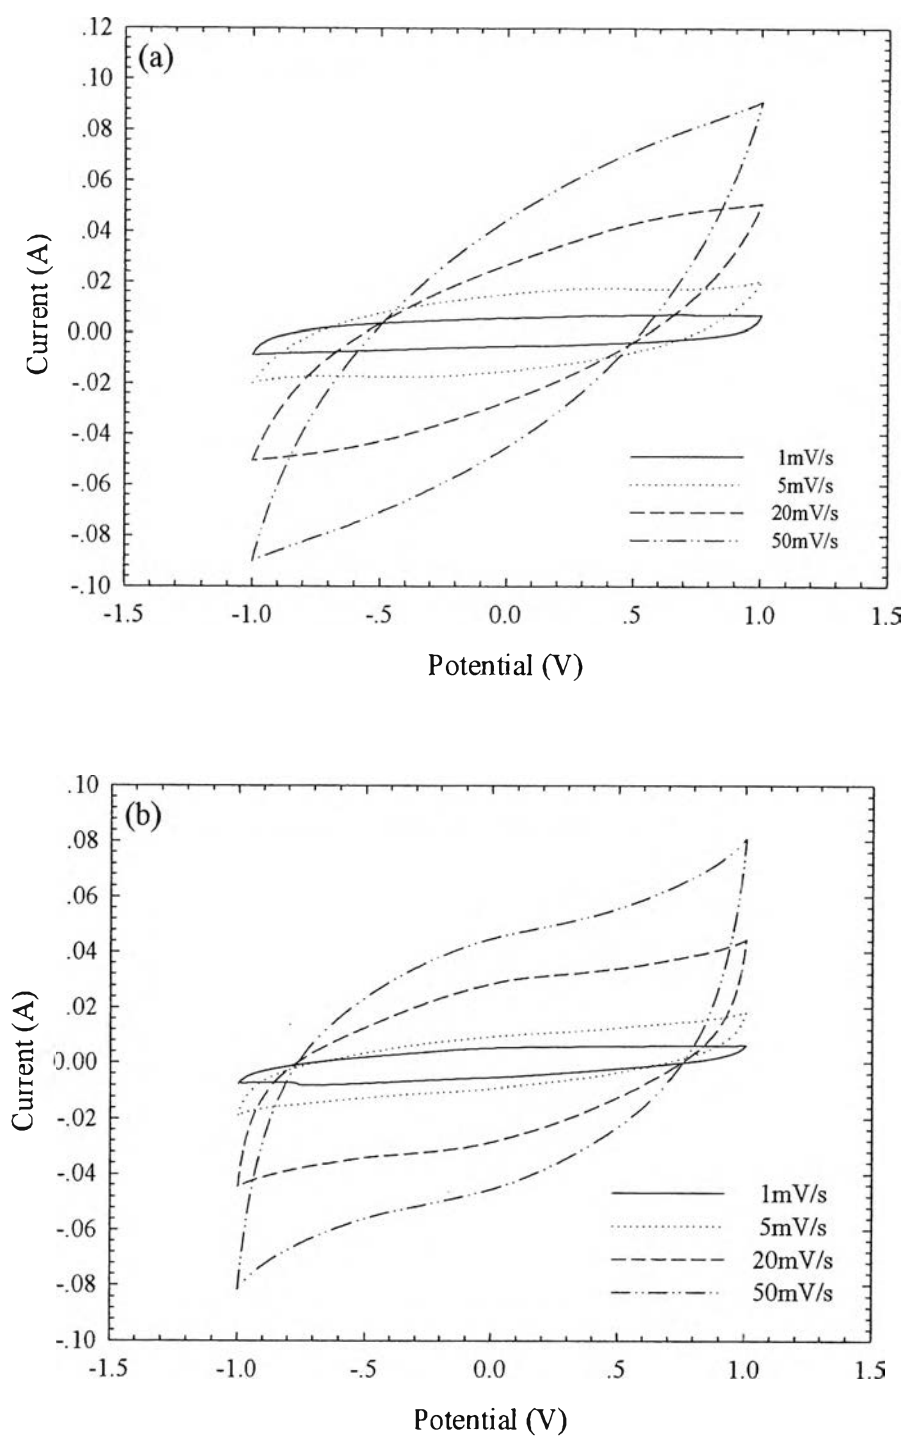 (a)
.12
.10
.08
.06
.04
.02
0.00
-.02
-.04
-.06
-.08
-.10
Current (A)
1mV/s
5mV/s
20mV/s
50mV/s
-1.5 -1.0 -.5 0.0 .5 1.0 1.5
Potential (V)
(b)
.10
.08
.06
.04
.02
0.00
-.02
-.04
-.06
-.08
-.10
Current (A)
1mV/s
5mV/s
20mV/s
50mV/s
-1.5 -1.0 -.5 0.0 .5 1.0 1.5
Potential (V)